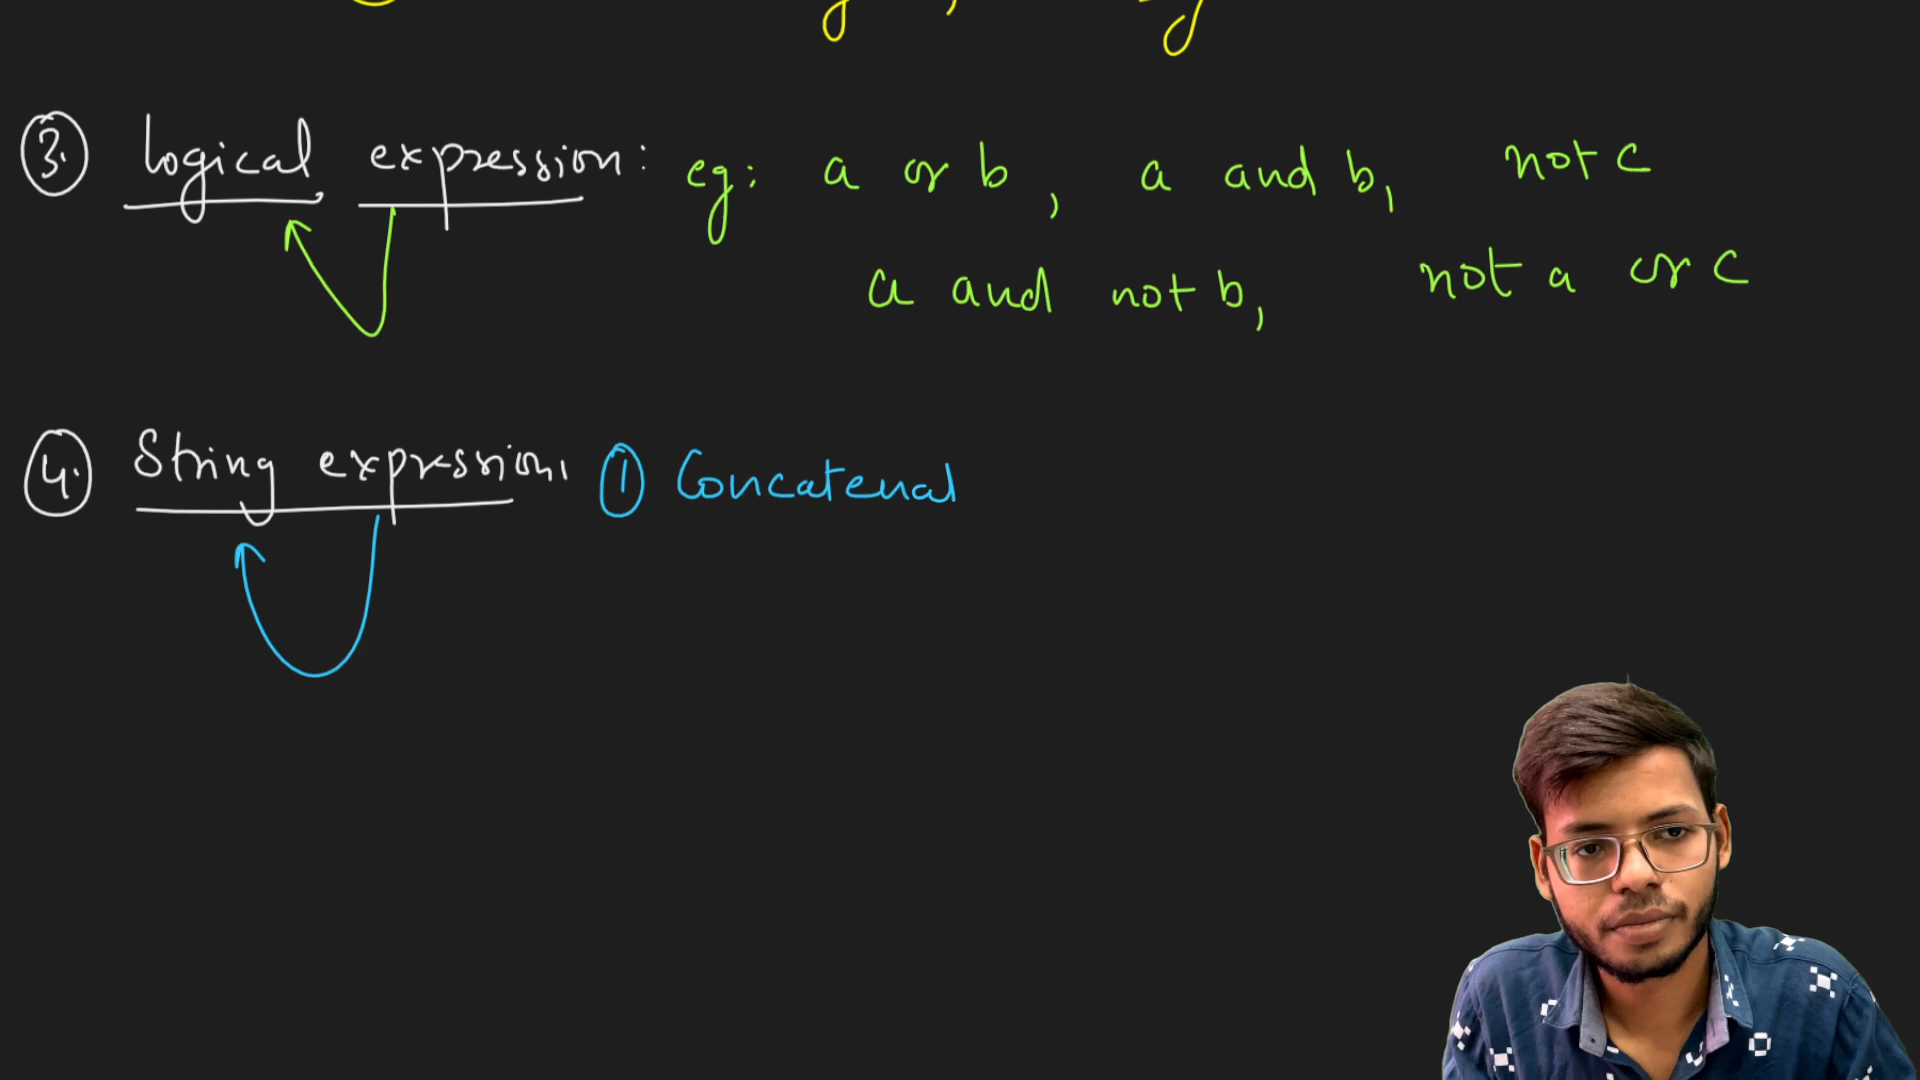 3. Logical expression: eg: a or b, a and b, not c
a and not b, not a or c
4. String expression, 1 Concatenal